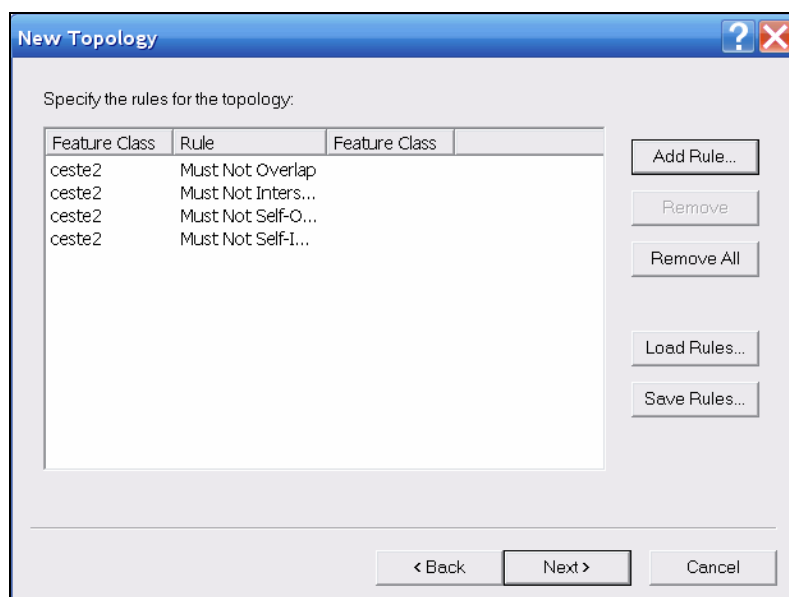 New Topology
Specify the rules for the topology:
Feature Class Rule Feature Class
ceste2 Must Not Overlap
ceste2 Must Not Inters...
ceste2 Must Not Self-O...
ceste2 Must Not Self-I...
Add Rule...
Remove
Remove All
Load Rules...
Save Rules...
< Back Next > Cancel